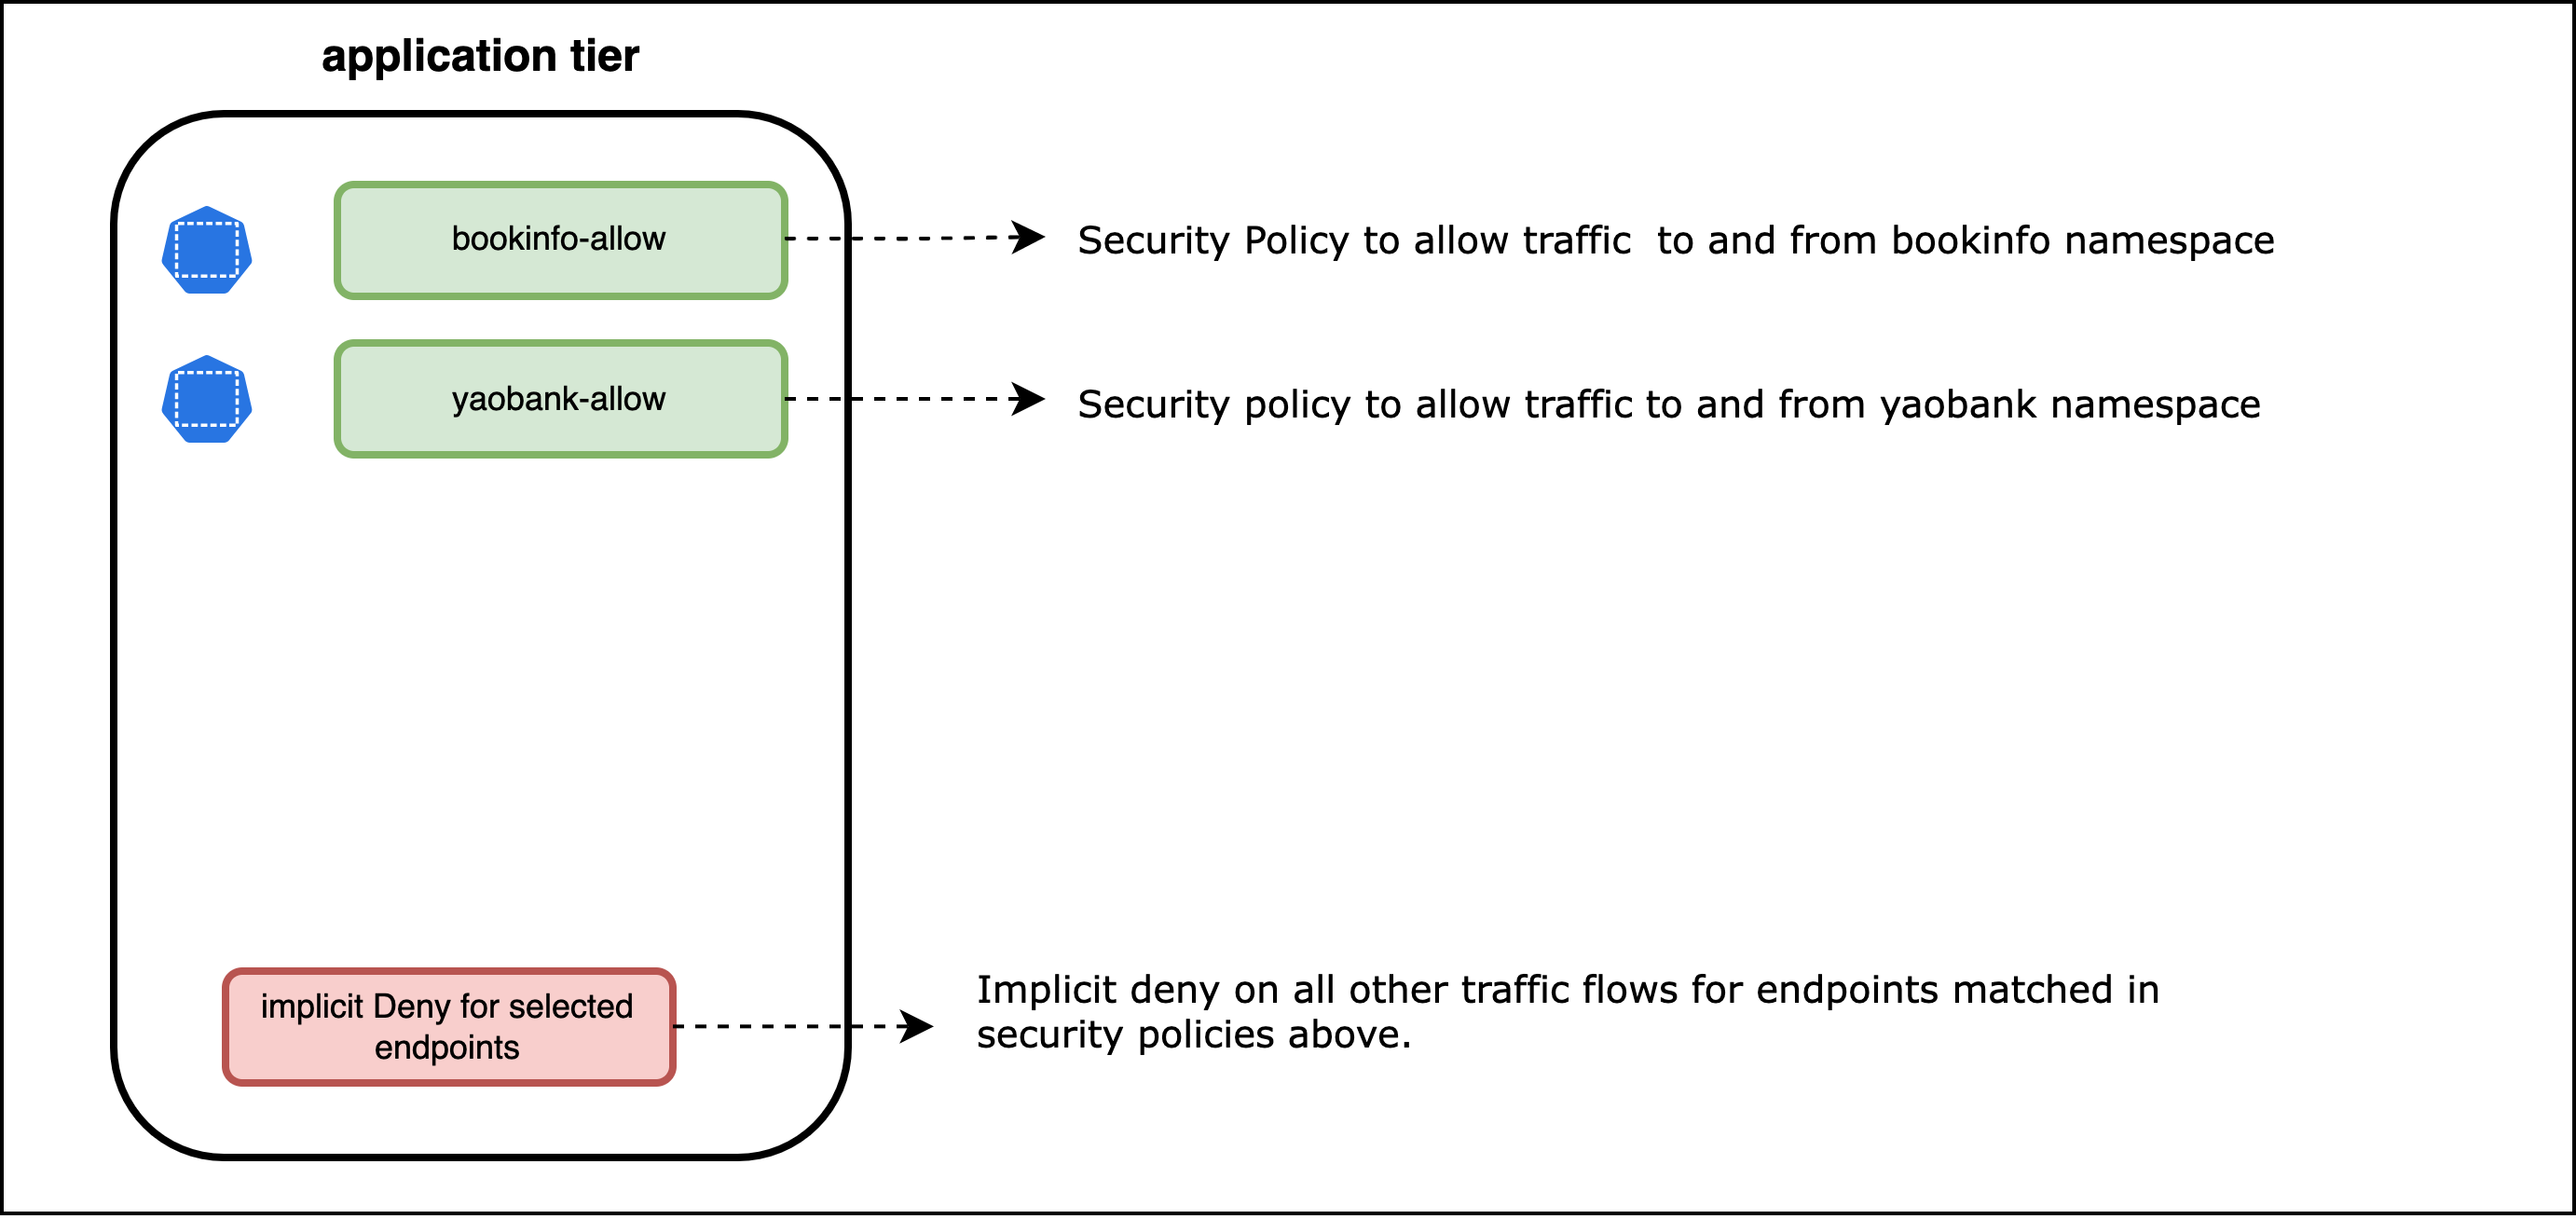 application tier
bookinfo-allow
Security Policy to allow traffic  to and from bookinfo namespace
yaobank-allow
Security policy to allow traffic to and from yaobank namespace
implicit Deny for selected
endpoints
Implicit deny on all other traffic flows for endpoints matched in
security policies above.